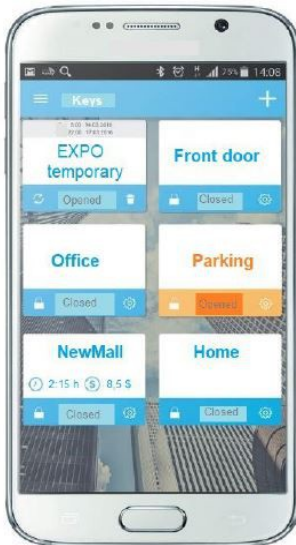 75% 14:08
Keys
EXPO
temporary
Opened
Front door
Closed
Office
Closed
Parking
Opened
NewMall
2:15 h $ 8,5 $
Closed
Home
Closed